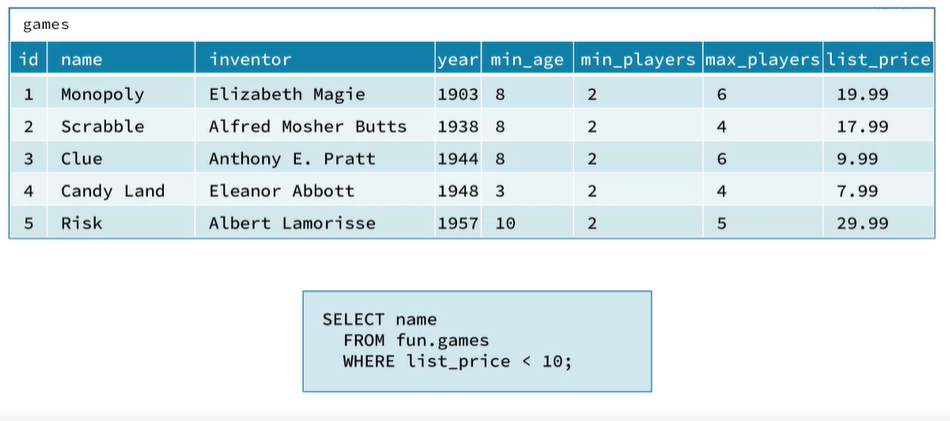 games
id name inventor year min_age min_players max_players list_price
1 Monopoly Elizabeth Magie 1903 8 2 6 19.99
2 Scrabble Alfred Mosher Butts 1938 8 2 4 17.99
3 Clue Anthony E. Pratt 1944 8 2 6 9.99
4 Candy Land Eleanor Abbott 1948 3 2 4 7.99
5 Risk Albert Lamorisse 1957 10 2 5 29.99
SELECT name
FROM fun.games
WHERE list_price < 10;